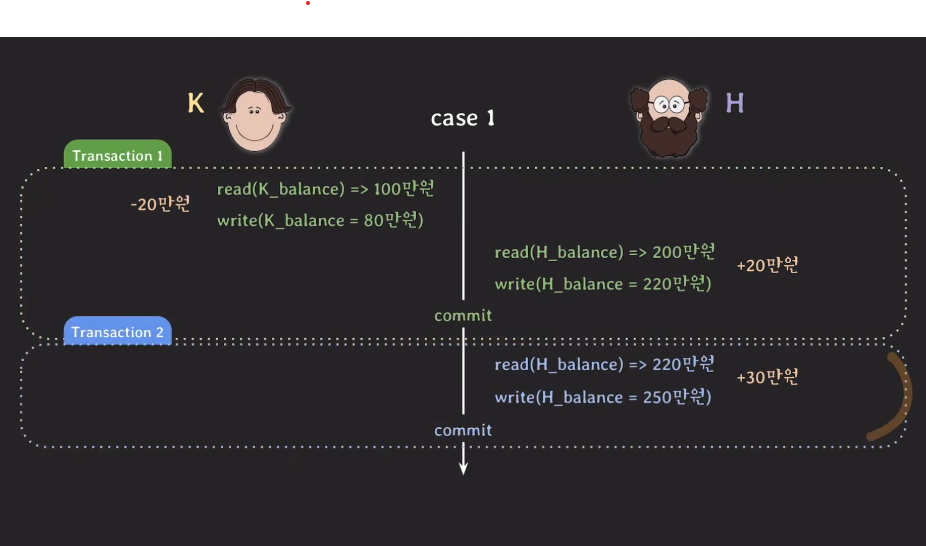 K
H
case 1
Transaction 1
-20만원
read(K_balance) => 100만원
write(K_balance = 80만원)
read(H_balance) => 200만원
write(H_balance = 220만원)
+20만원
commit
Transaction 2
read(H_balance) => 220만원
write(H_balance = 250만원)
+30만원
commit